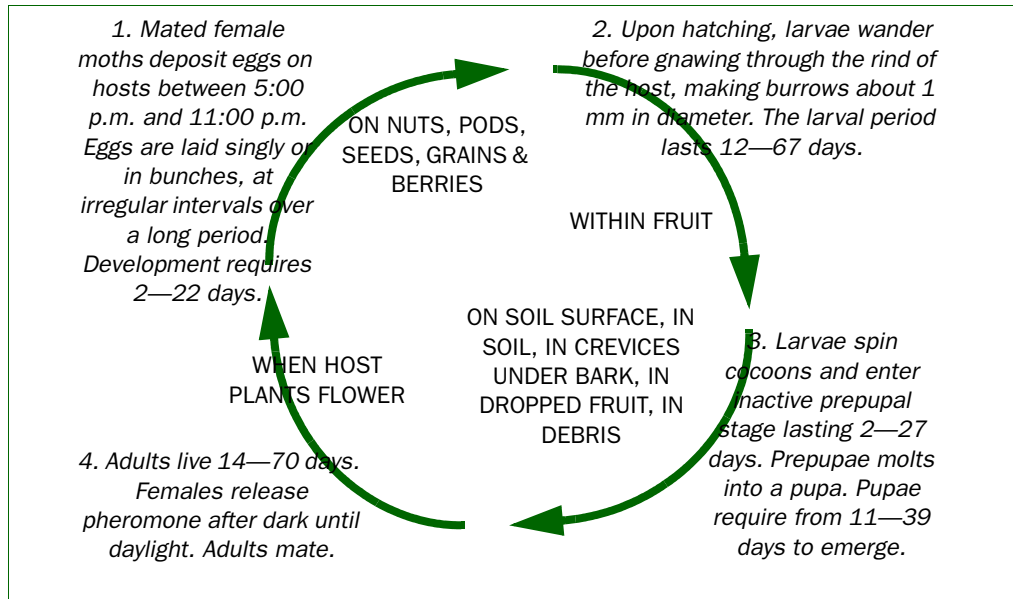 1. Mated female
moths deposit eggs on
hosts between 5:00
p.m. and 11:00 p.m.
Eggs are laid singly or
in bunches, at
irregular intervals over
a long period.
Development requires
2—22 days.
ON NUTS, PODS,
SEEDS, GRAINS &
BERRIES
2. Upon hatching, larvae wander
before gnawing through the rind of
the host, making burrows about 1
mm in diameter. The larval period
lasts 12—67 days.
WITHIN FRUIT
3. Larvae spin
cocoons and enter
inactive prepupal
stage lasting 2—27
days. Prepupae molts
into a pupa. Pupae
require from 11—39
days to emerge.
ON SOIL SURFACE, IN
SOIL, IN CREVICES
UNDER BARK, IN
DROPPED FRUIT, IN
DEBRIS
4. Adults live 14—70 days.
Females release
pheromone after dark until
daylight. Adults mate.
WHEN HOST
PLANTS FLOWER